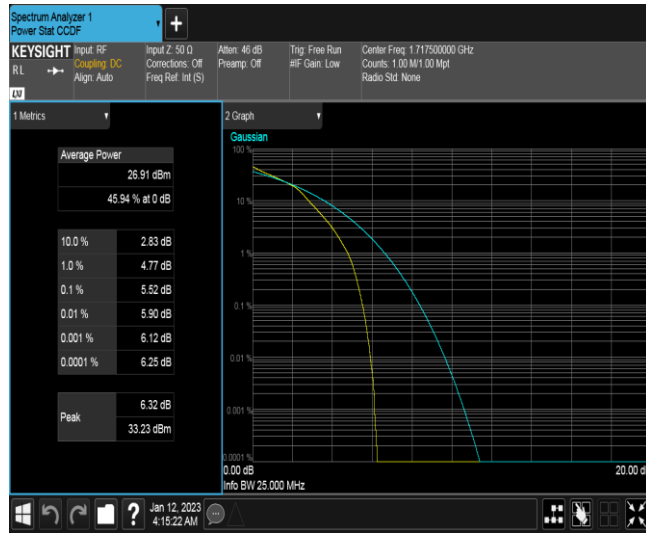 Spectrum Analyzer 1
Power Stat CCDF
KEYSIGHT
RL
LXI
Input: RF
Coupling: DC
Align: Auto
Input Z: 50 Ω
Corrections: Off
Freq Ref: Int (S)
Atten: 46 dB
Preamp: Off
Trig: Free Run
#IF Gain: Low
Center Freq: 1.717500000 GHz
Counts: 1.00 M/1.00 Mpt
Radio Std: None
1 Metrics
Average Power
26.91 dBm
45.94 % at 0 dB
10.0 % 2.83 dB
1.0 % 4.77 dB
0.1 % 5.52 dB
0.01 % 5.90 dB
0.001 % 6.12 dB
0.0001 % 6.25 dB
Peak
6.32 dB
33.23 dBm
2 Graph
Gaussian
100 %
10 %
1 %
0.1 %
0.01 %
0.001 %
0.0001 %
0.00 dB 20.00 d
Info BW 25.000 MHz
?
Jan 12, 2023
4:15:22 AM